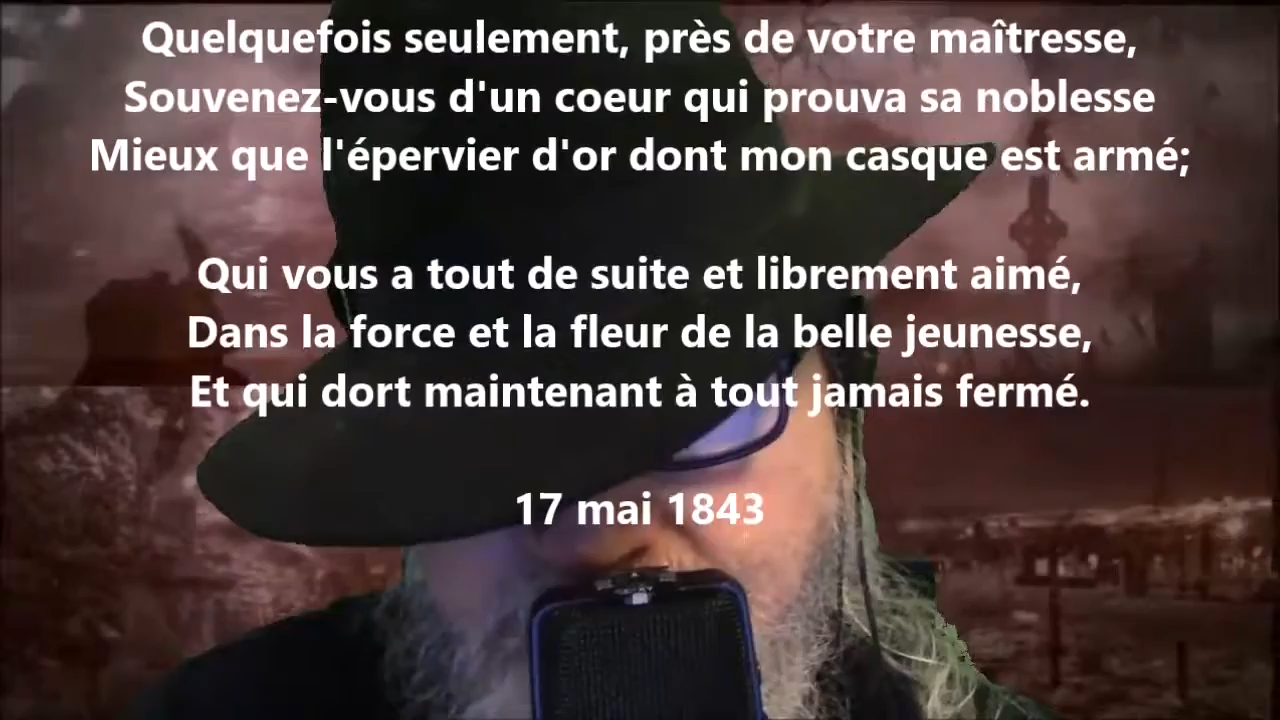 Quelquefois seulement, près de votre maîtresse,
Souvenez-vous d'un coeur qui prouva sa noblesse
Mieux que l'épervier d'or dont mon casque est armé;
Qui vous a tout de suite et librement aimé,
Dans la force et la fleur de la belle jeunesse,
Et qui dort maintenant à tout jamais fermé.
17 mai 1843